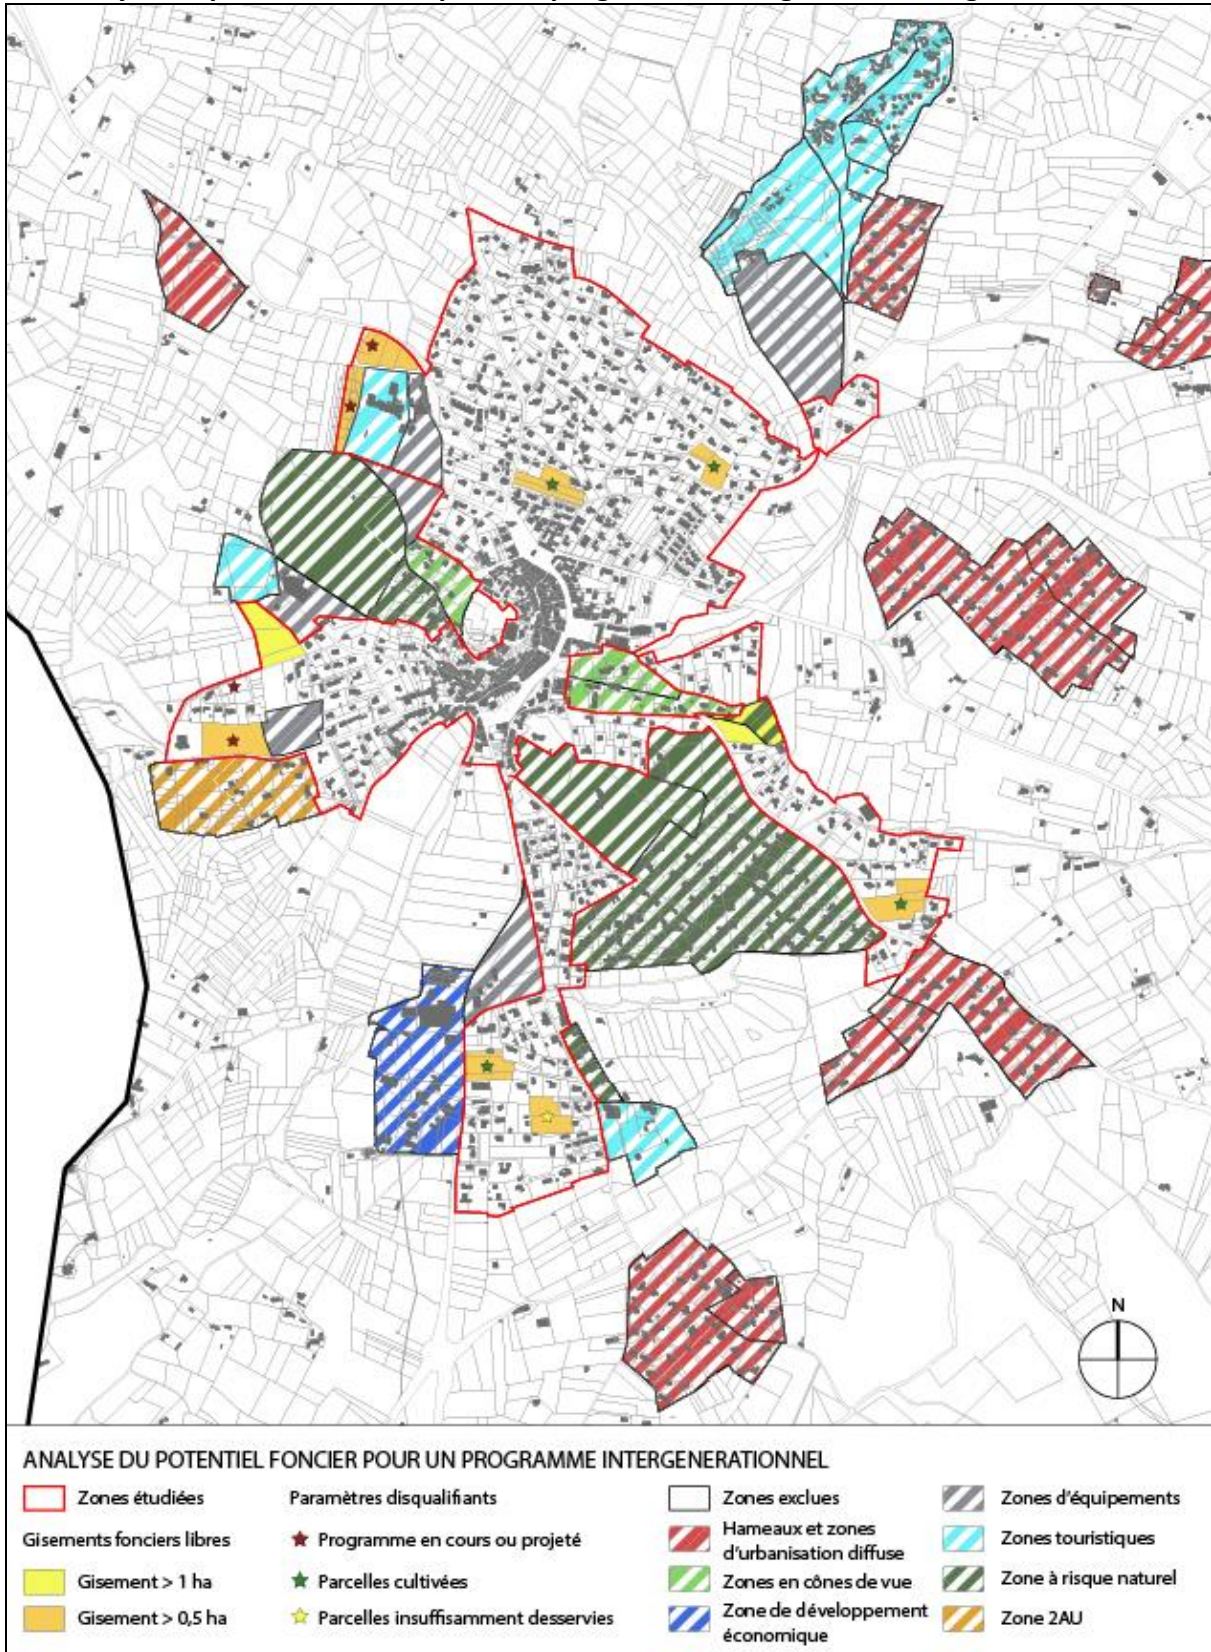 N
ANALYSE DU POTENTIEL FONCIER POUR UN PROGRAMME INTERGENERATIONNEL
Zones étudiées
Gisements fonciers libres
Gisement > 1 ha
Gisement > 0,5 ha
Paramètres disqualifiants
Programme en cours ou projeté
Parcelles cultivées
Parcelles insuffisamment desservies
Zones exclues
Hameaux et zones
d'urbanisation diffuse
Zones en cônes de vue
Zone de développement
économique
Zones d'équipements
Zones touristiques
Zone à risque naturel
Zone 2AU